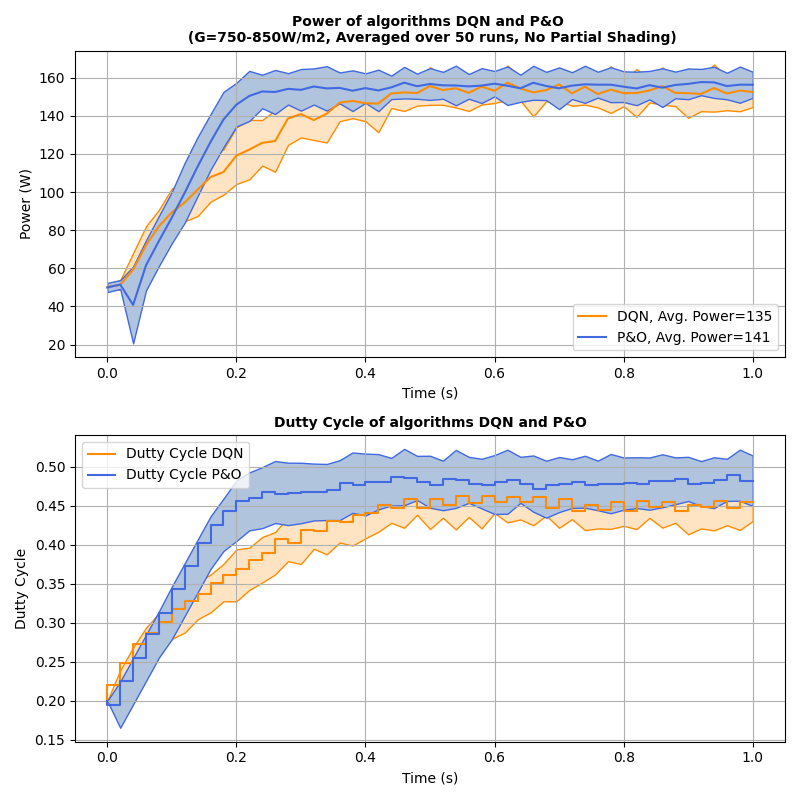 Power of algorithms DQN and P&O
(G=750-850W/m2, Averaged over 50 runs, No Partial Shading)
160
140
120
100
80
60
40
20
Power (W)
DQN, Avg. Power=135
P&O, Avg. Power=141
0.0 0.2 0.4 0.6 0.8 1.0
Time (s)
Dutty Cycle of algorithms DQN and P&O
Dutty Cycle DQN
Dutty Cycle P&O
0.50
0.45
0.40
0.35
0.30
0.25
0.20
0.15
Dutty Cycle
0.0 0.2 0.4 0.6 0.8 1.0
Time (s)